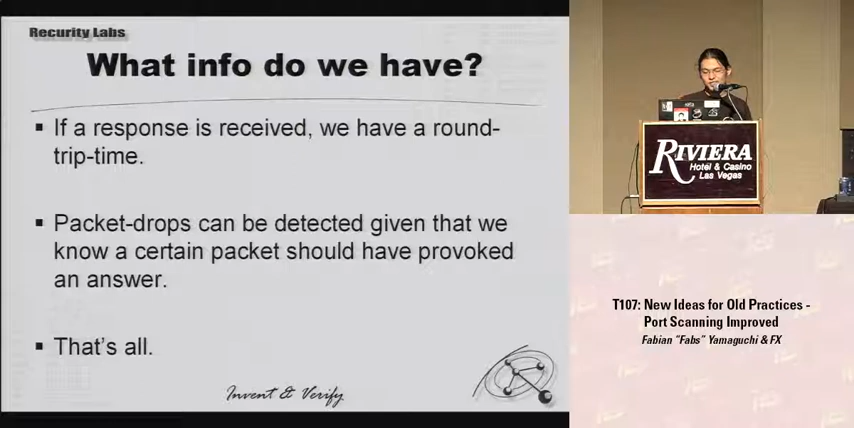 Recurity Labs
What info do we have?
▪ If a response is received, we have a round-
trip-time.
▪ Packet-drops can be detected given that we
know a certain packet should have provoked
an answer.
▪ That's all.
Invent & Verify
RIVIERA
Hotel & Casino
Las Vegas
T107: New Ideas for Old Practices -
Port Scanning Improved
Fabian "Fabs" Yamaguchi & FX